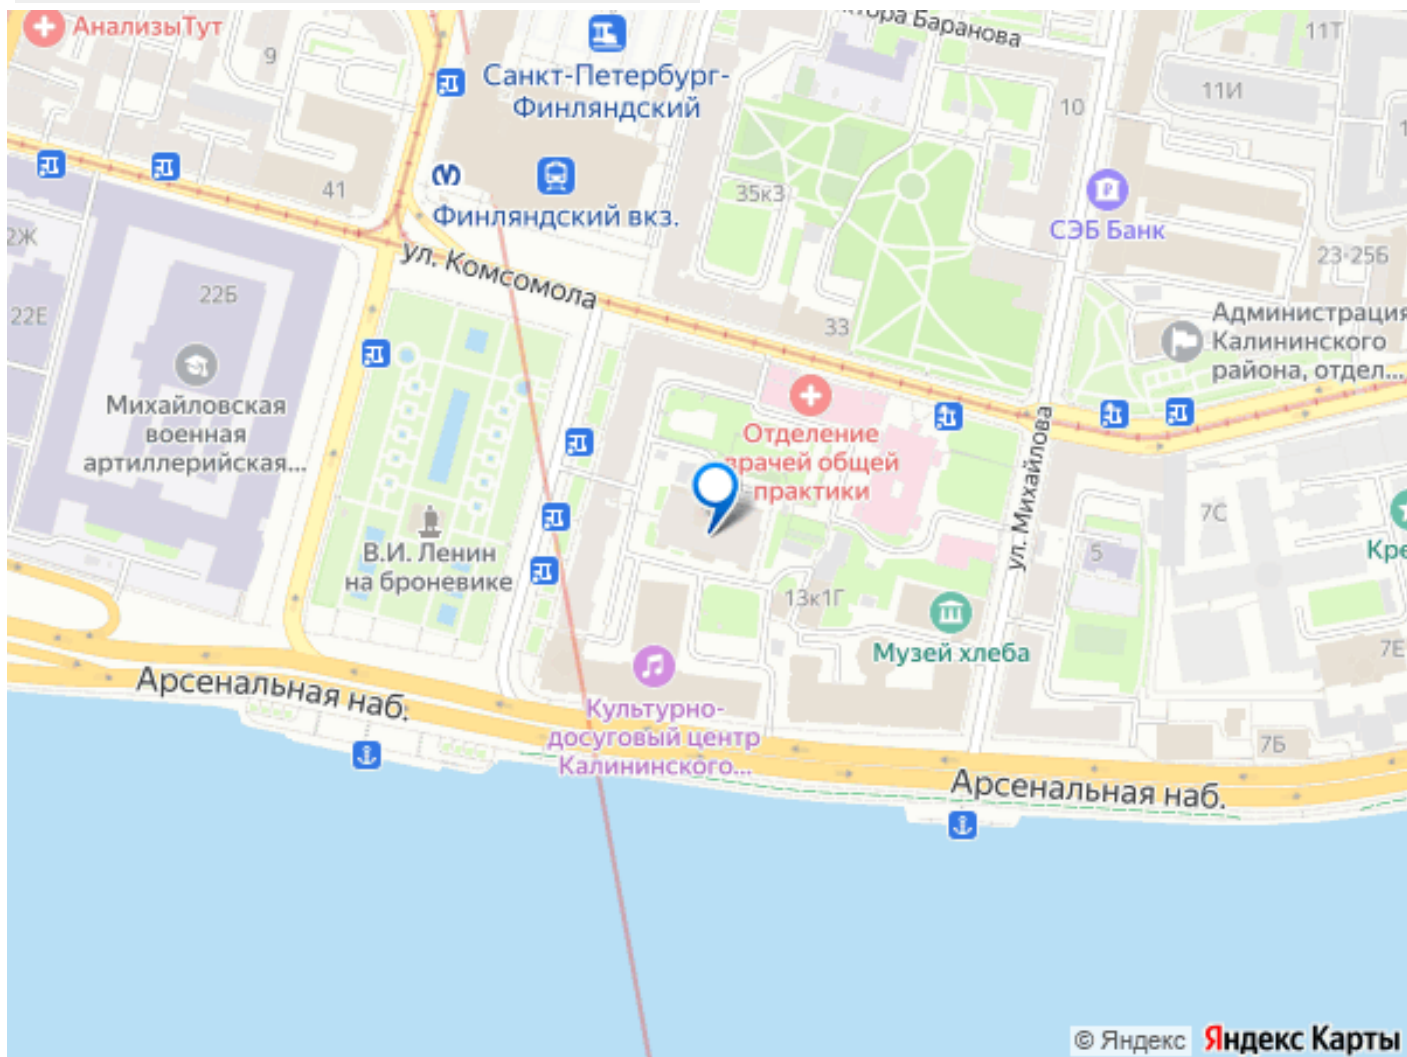 АнализыТут
9
Санкт-Петербург-
Финляндский
Баранова
11Т
11И
10
41
35к3
Финляндский вкз.
СЭБ Банк
ул. Комсомола
23-25Б
2Ж
22Б
22Е
33
Администрация
Калининского
района, отдел...
Михайловская
военная
артиллерийская...
Отделение
врачей общей
практики
ул. Михайлова
7С
5
В.И. Ленин
на броневике
13к1Г
Музей хлеба
7Е
Арсенальная наб.
Культурно-
досуговый центр
Калининского...
7Б
Арсенальная наб.
© Яндекс Яндекс Карты